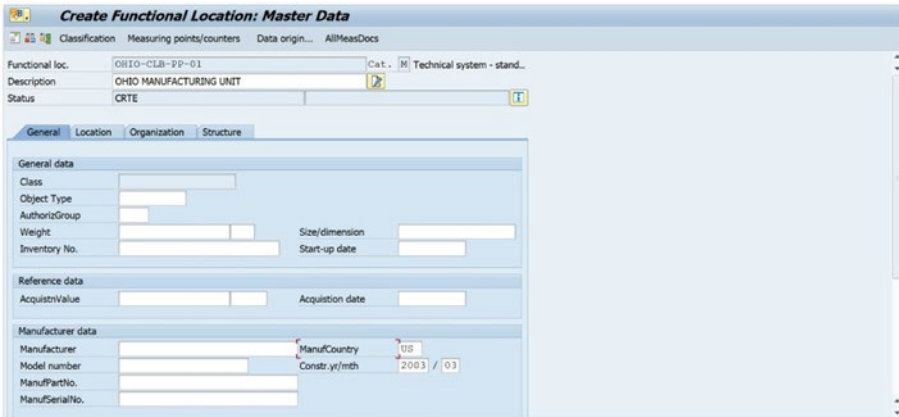 Create Functional Location: Master Data
Classification Measuring points/counters Data origin... AllMeasDocs
Functional loc. OHIO-CLB-PP-01 Cat. M Technical system - stand..
Description OHIO MANUFACTURING UNIT
Status CRTE
General Location Organization Structure
General data
Class
Object Type
AuthorizGroup
Weight Size/dimension
Inventory No. Start-up date
Reference data
AcquistnValue Acquistion date
Manufacturer data
Manufacturer ManufCountry US
Model number Constr.yr/mth 2003 / 03
ManufPartNo.
ManufSerialNo.